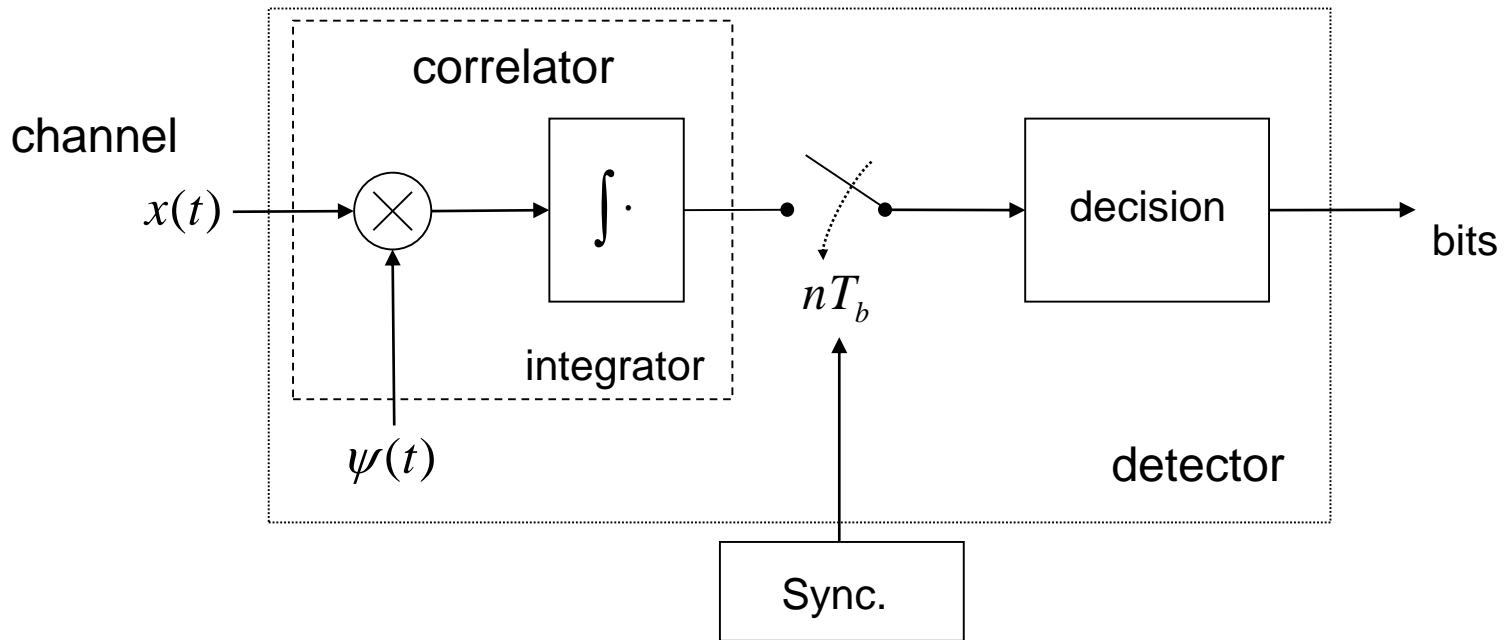 correlator
channel
x(t)
∫·
decision
bits
nT_b
integrator
ψ(t)
detector
Sync.